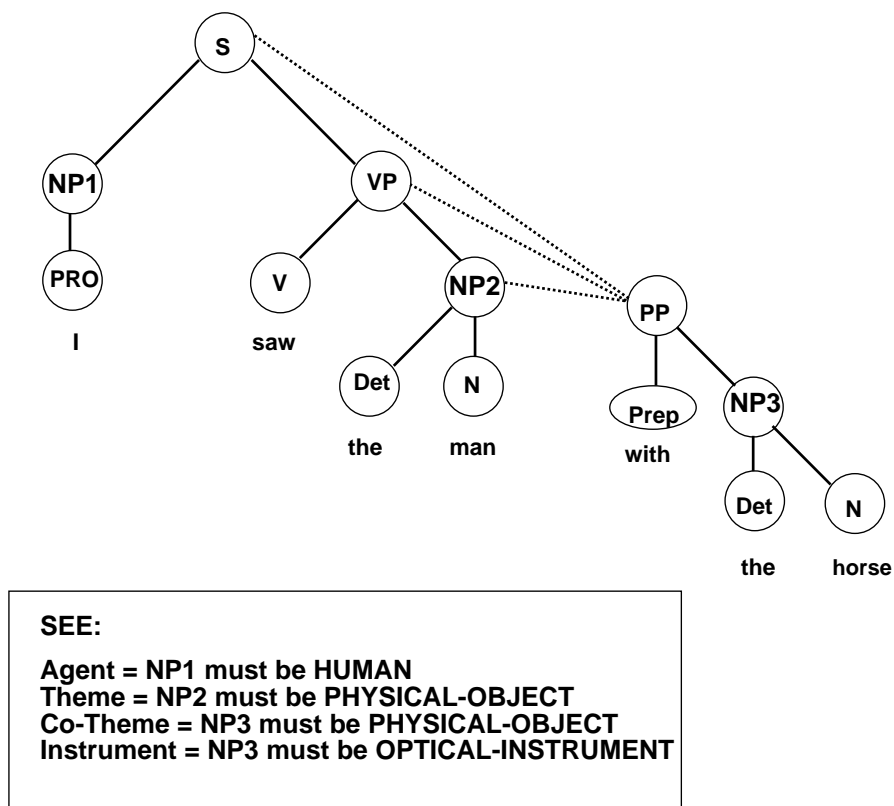 S
NP1
VP
PRO
V
NP2
PP
I
saw
Det
N
Prep
NP3
the
man
with
Det
N
the
horse
SEE:
Agent = NP1 must be HUMAN
Theme = NP2 must be PHYSICAL-OBJECT
Co-Theme = NP3 must be PHYSICAL-OBJECT
Instrument = NP3 must be OPTICAL-INSTRUMENT